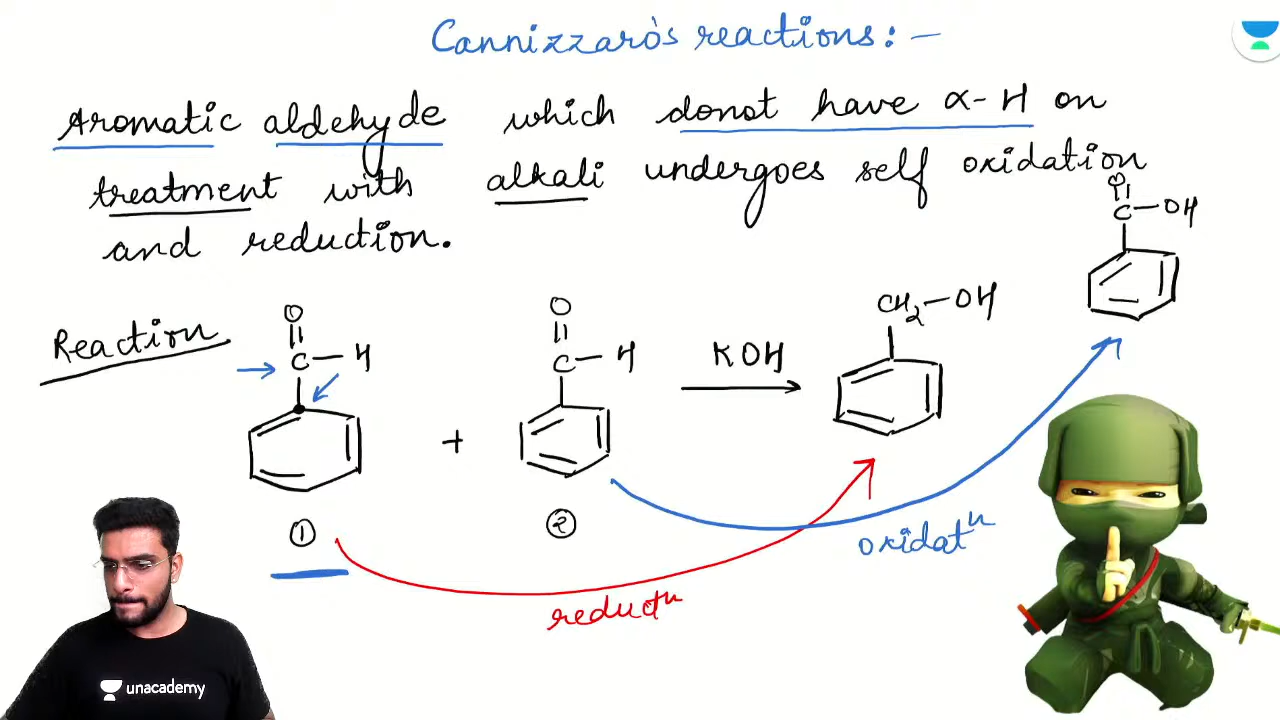 Cannizzaro's reactions:-
Aromatic aldehyde which donot have α-H on
treatment with alkali undergoes self oxidation
and reduction.
O
C-OH
Reaction
O
C-H
+
O
C-H
KOH
CH2-OH
①
②
oxidatn
reductn
unacademy